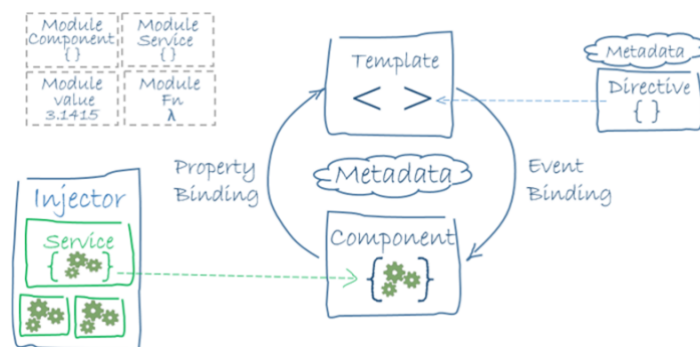 Module
Component
{ }
Module
Service
{ }
Module
value
3.1415
Module
Fn
λ
Template
< >
Metadata
Directive
{ }
Property
Binding
Metadata
Event
Binding
Injector
Service
{ }
Component
{ }